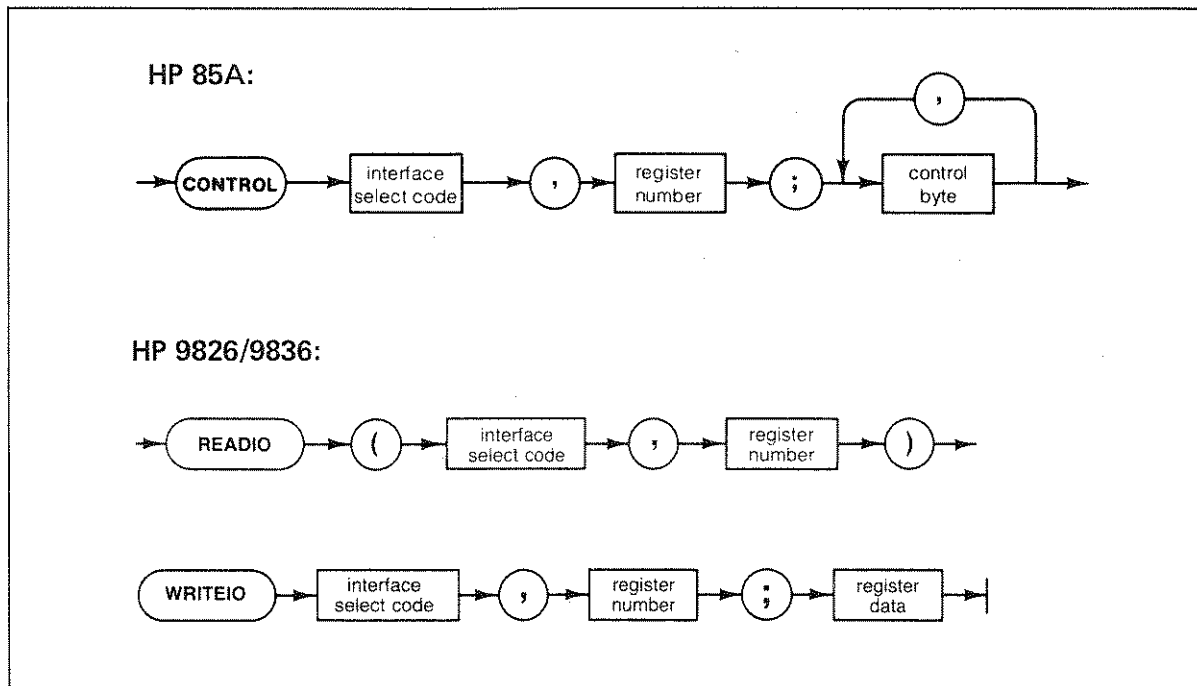 HP 85A:
,
CONTROL interface select code , register number ; control byte
HP 9826/9836:
READIO ( interface select code , register number )
WRITEIO interface select code , register number ; register data